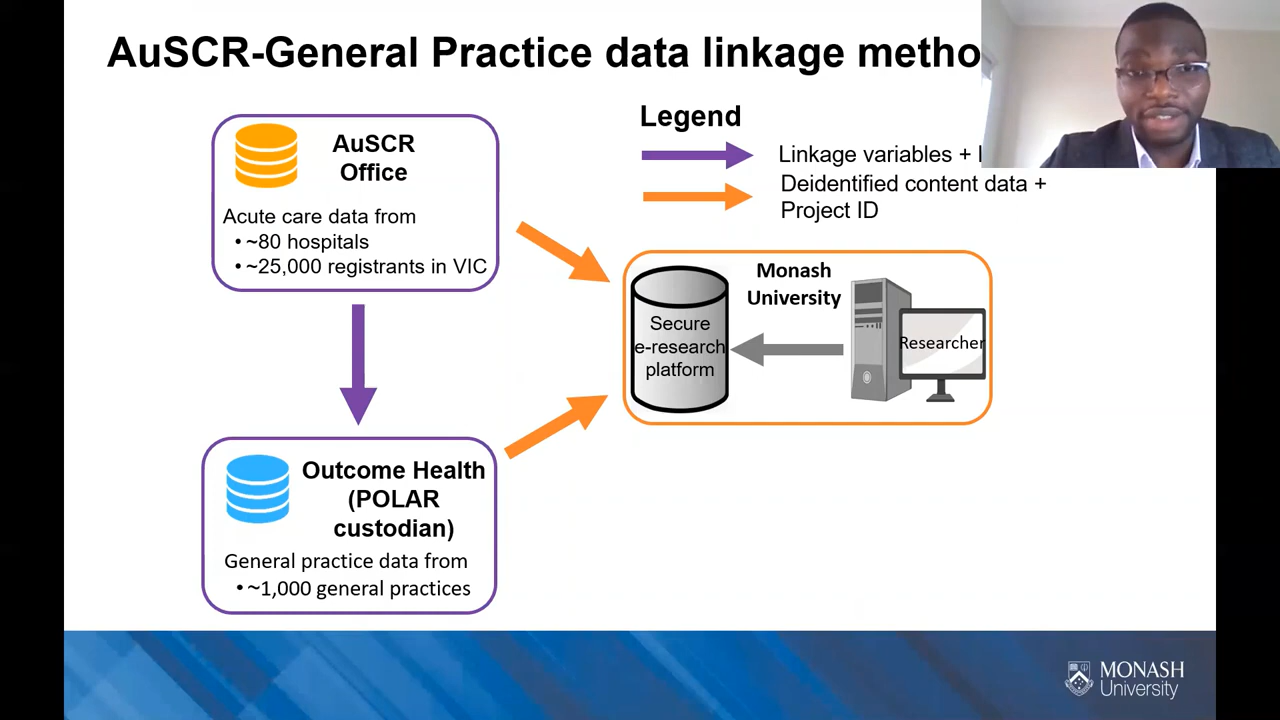 AuSCR-General Practice data linkage metho
Legend
AuSCR
Office
Acute care data from
• ~80 hospitals
• ~25,000 registrants in VIC
Linkage variables +
Deidentified content data +
Project ID
Monash
University
Secure
e-research
platform
Researcher
Outcome Health
(POLAR
custodian)
General practice data from
• ~1,000 general practices
MONASH
University